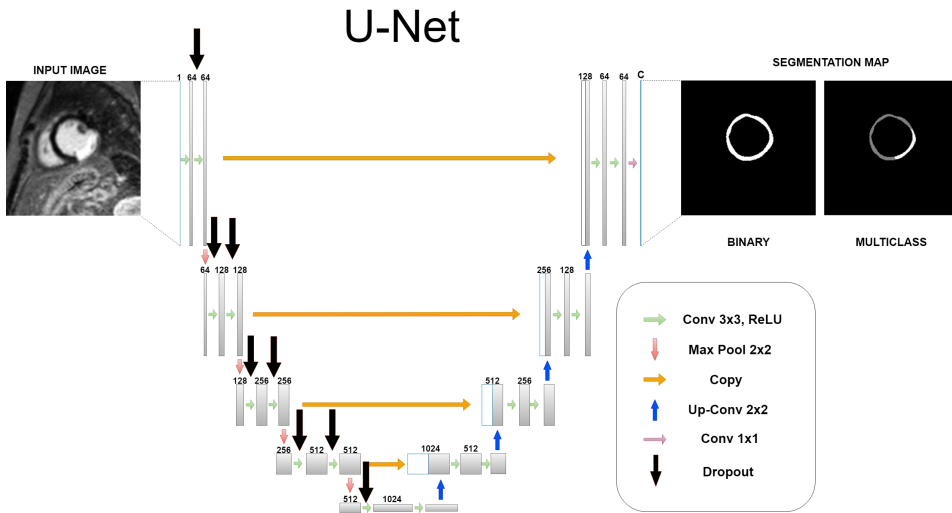 U-Net
INPUT IMAGE
SEGMENTATION MAP
1 64 64
128 64 64 C
BINARY
MULTICLASS
64 128 128
256 128
128 256 256
512 256
256 512 512
1024 512
512 1024
Conv 3x3, ReLU
Max Pool 2x2
Copy
Up-Conv 2x2
Conv 1x1
Dropout